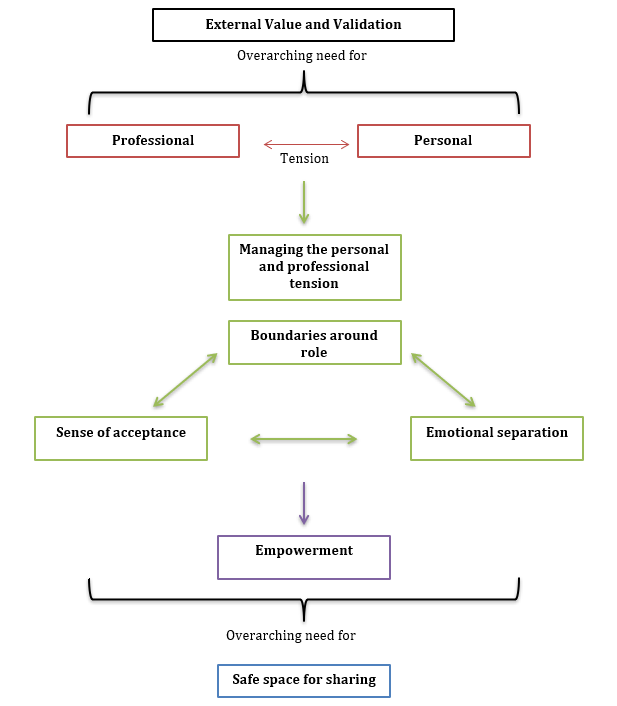 External Value and Validation
Overarching need for
Professional
Personal
Tension
Managing the personal
and professional
tension
Boundaries around
role
Sense of acceptance
Emotional separation
Empowerment
Overarching need for
Safe space for sharing